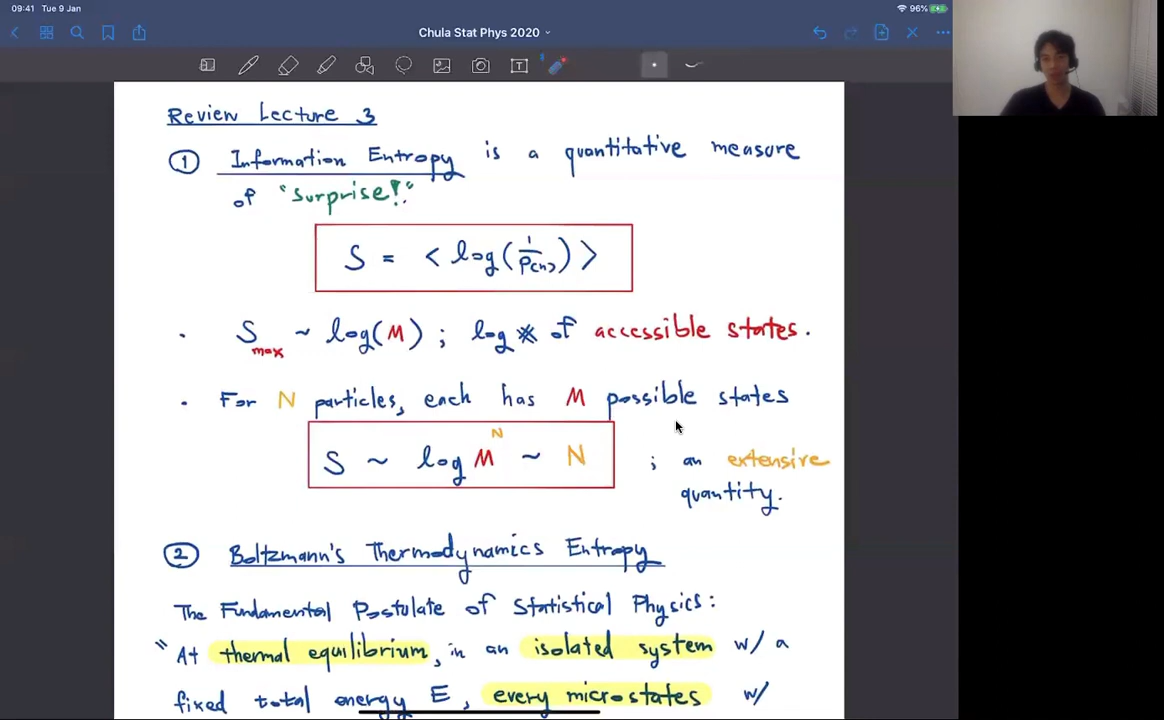 09:41 Tue 9 Jan
96%
Chula Stat Phys 2020
Review Lecture 3
① Information Entropy is a quantitative measure
of "Surprise!"
S = < log(1/P(n)) >
· S max ~ log(M) ; log # of accessible states.
· For N particles, each has M possible states
S ~ log M^N ~ N ; an extensive
quantity.
② Boltzmann's Thermodynamics Entropy
The Fundamental Postulate of Statistical Physics:
"At thermal equilibrium, in an isolated system w/ a
fixed total energy E, every microstates w/